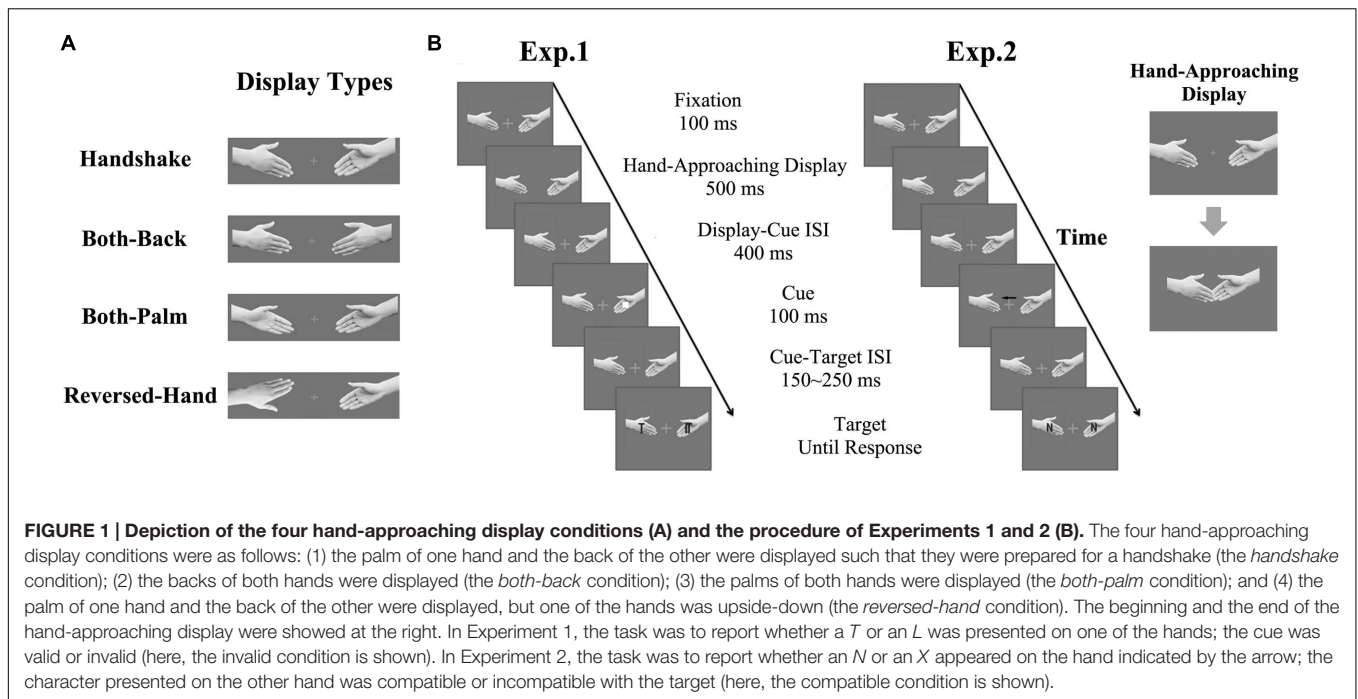 A
Display Types
Handshake
Both-Back
Both-Palm
Reversed-Hand
B
Exp.1
Exp.2
Fixation
100 ms
Hand-Approaching Display
500 ms
Display-Cue ISI
400 ms
Cue
100 ms
Cue-Target ISI
150~250 ms
Target
Until Response
Time
T
N N
Hand-Approaching
Display
FIGURE 1 | Depiction of the four hand-approaching display conditions (A) and the procedure of Experiments 1 and 2 (B). The four hand-approaching
display conditions were as follows: (1) the palm of one hand and the back of the other were displayed such that they were prepared for a handshake (the handshake
condition); (2) the backs of both hands were displayed (the both-back condition); (3) the palms of both hands were displayed (the both-palm condition); and (4) the
palm of one hand and the back of the other were displayed, but one of the hands was upside-down (the reversed-hand condition). The beginning and the end of the
hand-approaching display were showed at the right. In Experiment 1, the task was to report whether a T or an L was presented on one of the hands; the cue was
valid or invalid (here, the invalid condition is shown). In Experiment 2, the task was to report whether an N or an X appeared on the hand indicated by the arrow; the
character presented on the other hand was compatible or incompatible with the target (here, the compatible condition is shown).